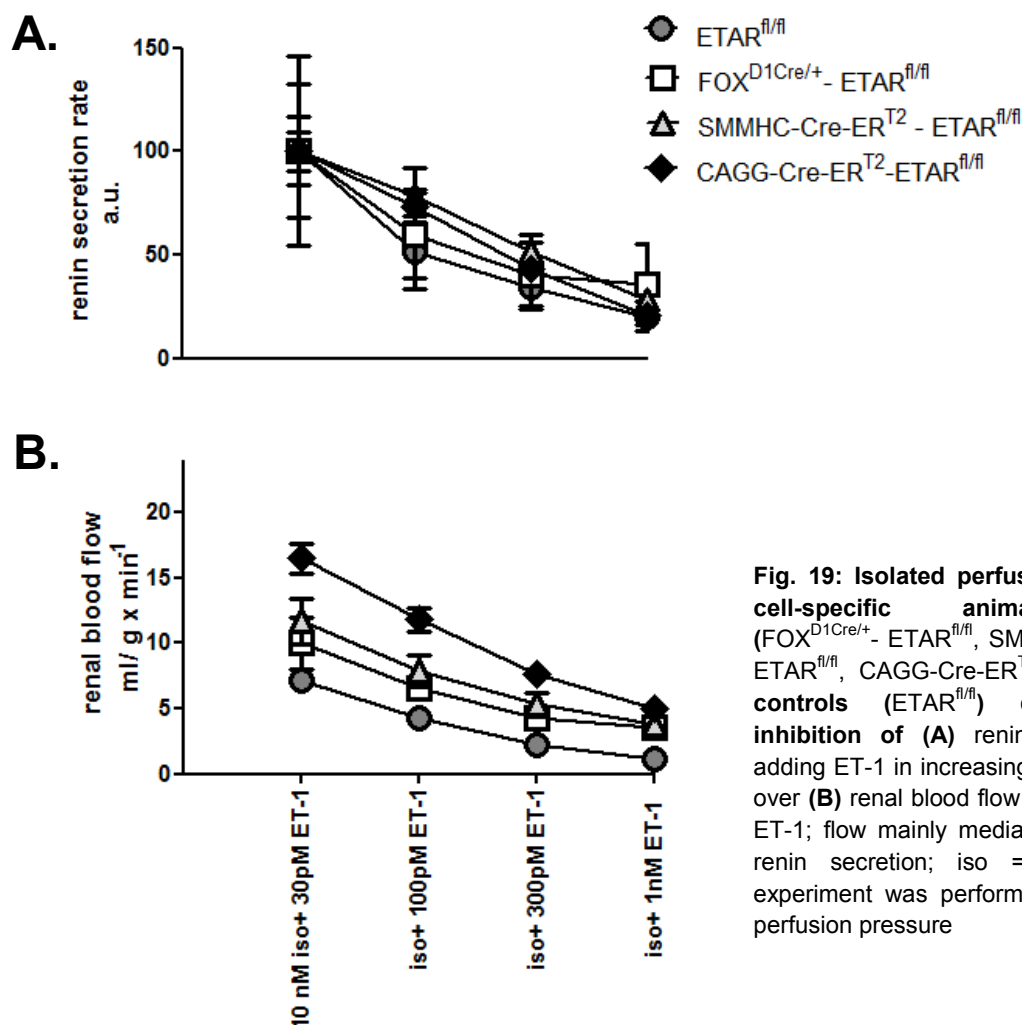 A.
150
100
50
0
renin secretion rate
a.u.
ETAR^fl/fl
FOX^D1Cre/+- ETAR^fl/fl
SMMHC-Cre-ER^T2 - ETAR^fl/fl
CAGG-Cre-ER^T2-ETAR^fl/fl
B.
20
15
10
5
0
renal blood flow
ml/ g x min^-1
10 nM iso+ 30pM ET-1
iso+ 100pM ET-1
iso+ 300pM ET-1
iso+ 1nM ET-1
Fig. 19: Isolated perfus
cell-specific anima
(FOX^D1Cre/+- ETAR^fl/fl, SM
ETAR^fl/fl, CAGG-Cre-ER^T
controls (ETAR^fl/fl)
inhibition of (A) renin
adding ET-1 in increasing
over (B) renal blood flow
ET-1; flow mainly media
renin secretion; iso =
experiment was perform
perfusion pressure